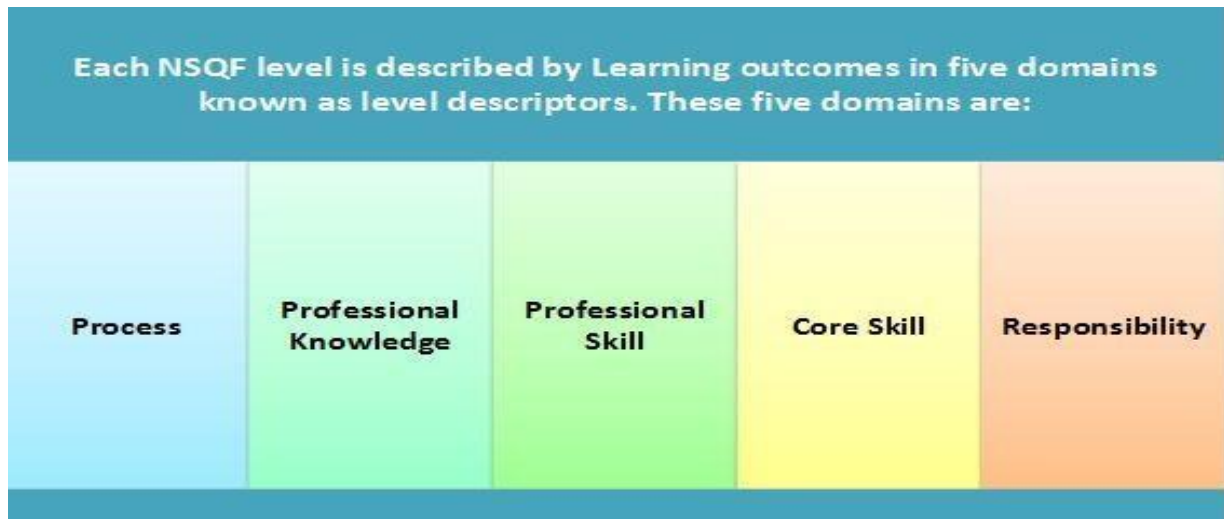 Each NSQF level is described by Learning outcomes in five domains
known as level descriptors. These five domains are:
Process
Professional
Knowledge
Professional
Skill
Core Skill
Responsibility